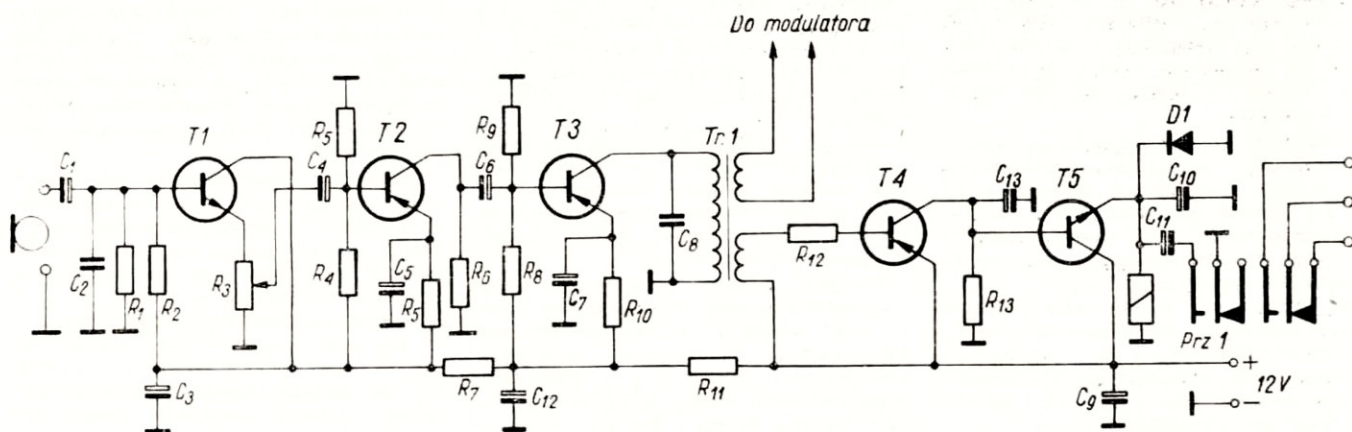 Do modulatora
C1
C2
R1
R2
C3
T1
R3
C4
R5
R4
T2
C5
R5
R6
C6
R7
R9
R8
C12
T3
C7
R10
R11
C8
Tr.1
R12
T4
C13
R13
T5
D1
C10
C11
Prz 1
C9
+
12V
−